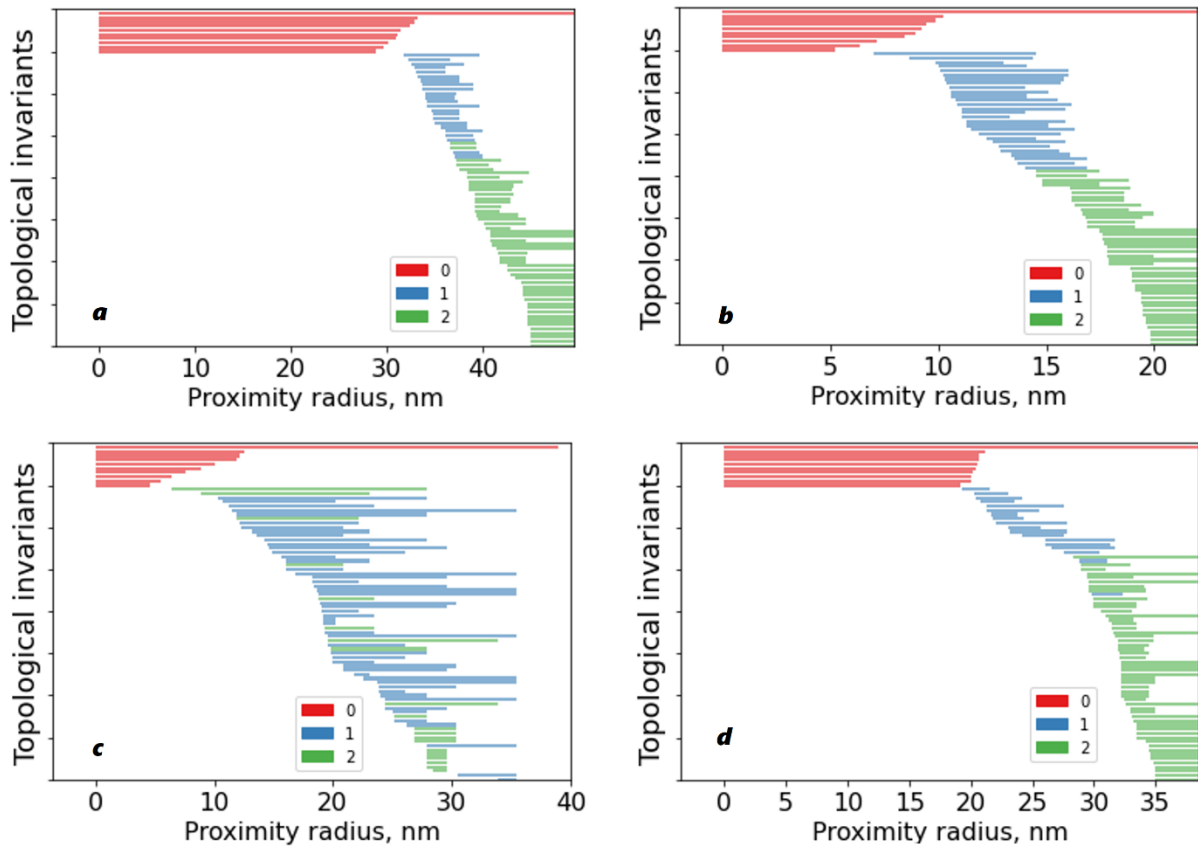 Topological invariants
0
1
2
a
0 10 20 30 40
Proximity radius, nm
Topological invariants
0
1
2
b
0 5 10 15 20
Proximity radius, nm
Topological invariants
0
1
2
c
0 10 20 30 40
Proximity radius, nm
Topological invariants
0
1
2
d
0 5 10 15 20 25 30 35
Proximity radius, nm